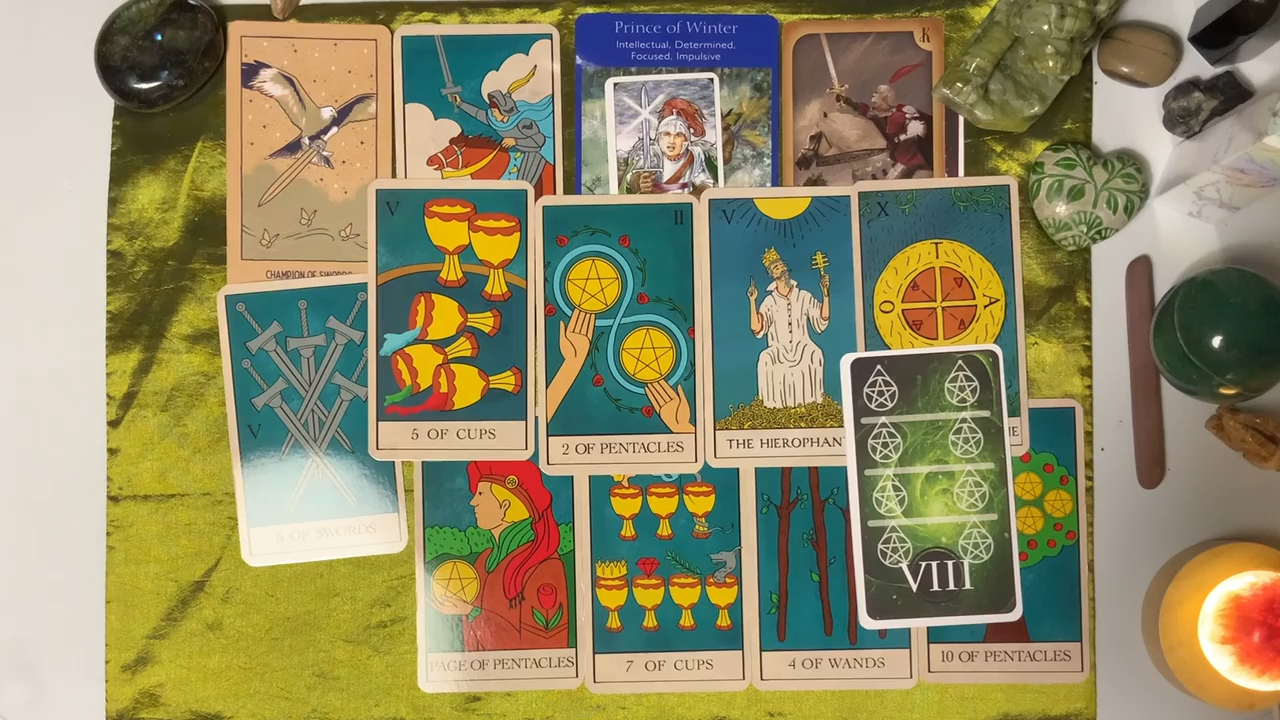 Prince of Winter
Intellectual, Determined,
Focused, Impulsive
K
CHAMPION OF SWORDS
V
II
V
X
T
O
A
5 OF CUPS
2 OF PENTACLES
THE HIEROPHANT
NE
V
5 OF SWORDS
VIII
PAGE OF PENTACLES
7 OF CUPS
4 OF WANDS
10 OF PENTACLES